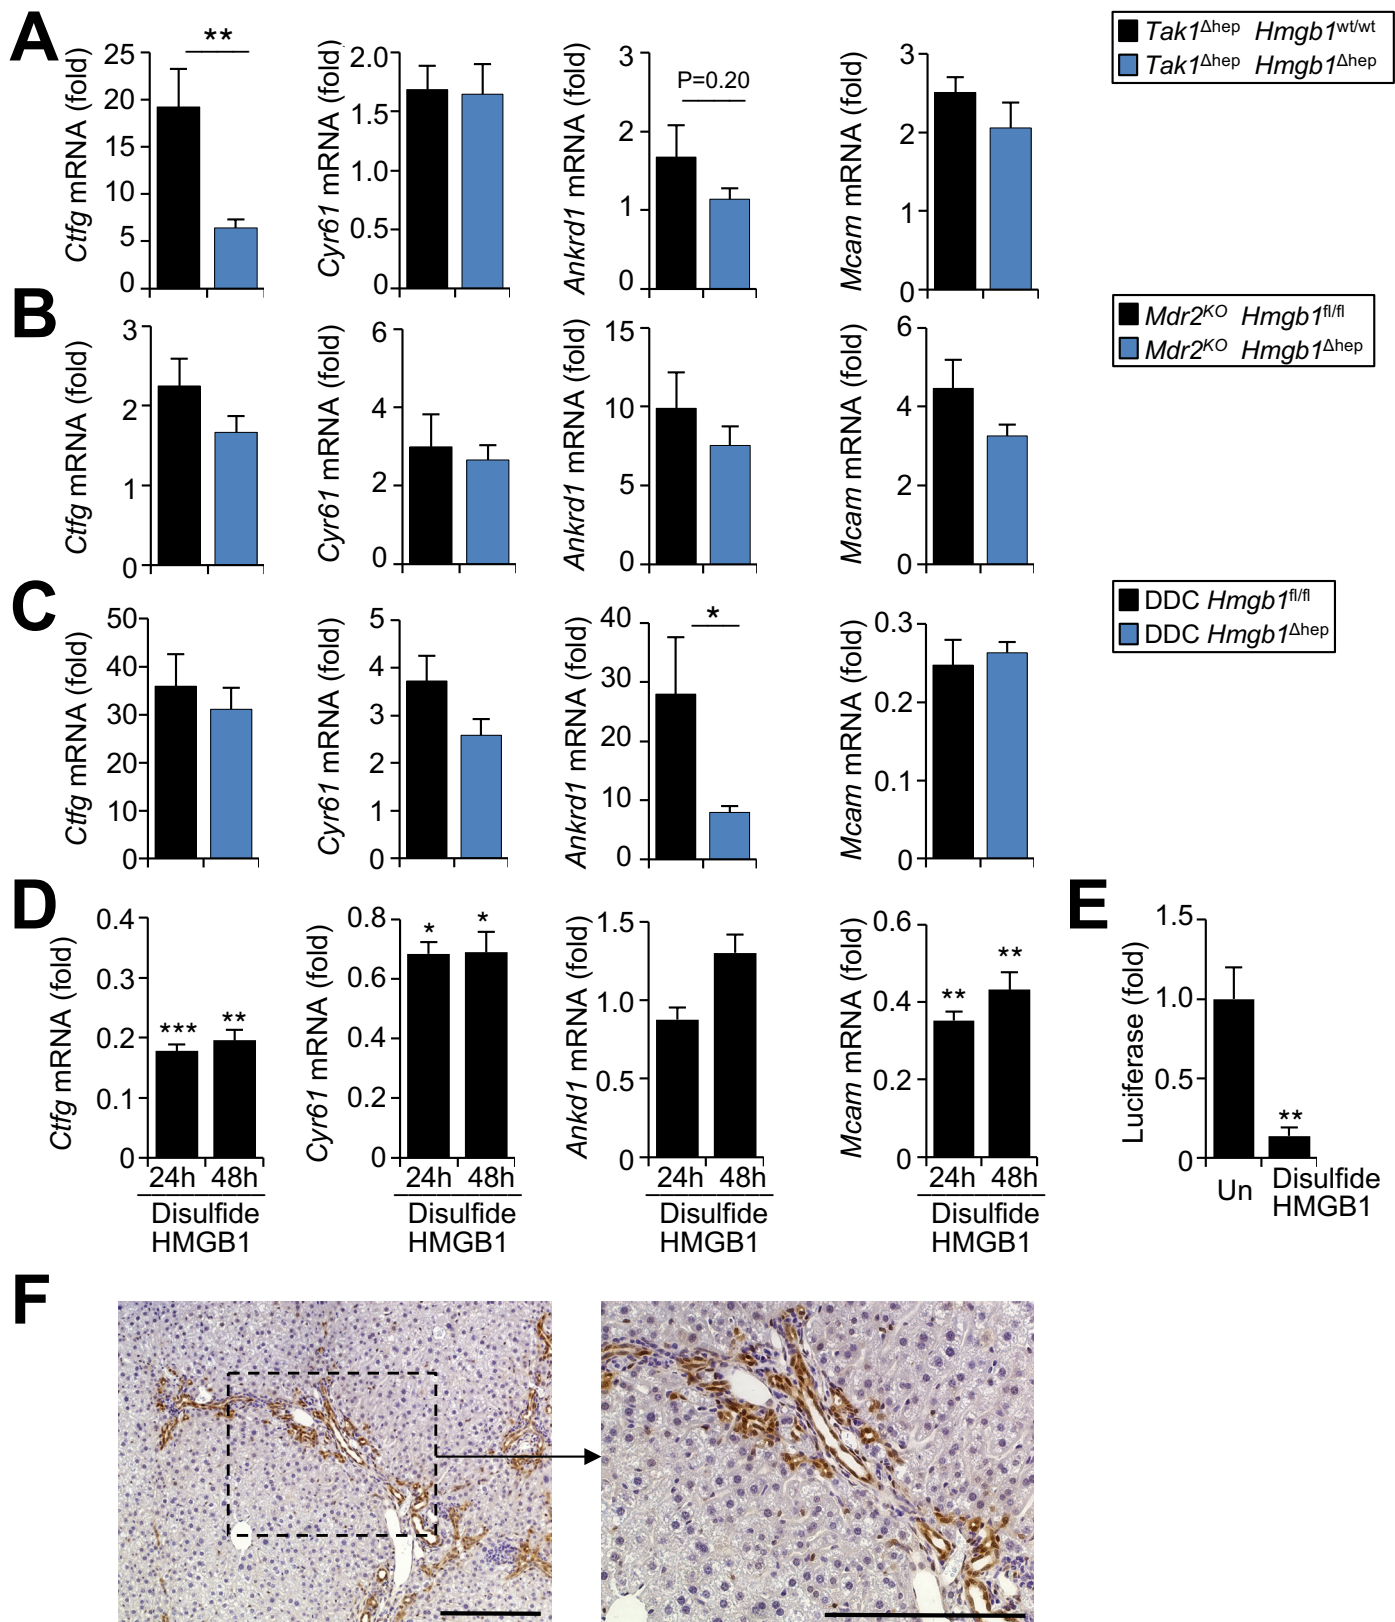 A
Ctfg mRNA (fold)
25
20
15
10
5
0
**
Cyr61 mRNA (fold)
2.0
1.5
1.0
0.5
0
Ankrd1 mRNA (fold)
3
2
1
0
P=0.20
Mcam mRNA (fold)
3
2
1
0
Tak1Δhep Hmgb1wt/wt
Tak1Δhep Hmgb1Δhep
B
Ctfg mRNA (fold)
3
2
1
0
Cyr61 mRNA (fold)
6
4
2
0
Ankrd1 mRNA (fold)
15
10
5
0
Mcam mRNA (fold)
6
4
2
0
Mdr2KO Hmgb1fl/fl
Mdr2KO Hmgb1Δhep
C
Ctfg mRNA (fold)
50
40
30
20
10
0
Cyr61 mRNA (fold)
5
4
3
2
1
0
Ankrd1 mRNA (fold)
40
30
20
10
0
*
Mcam mRNA (fold)
0.3
0.2
0.1
0
DDC Hmgb1fl/fl
DDC Hmgb1Δhep
D
Ctfg mRNA (fold)
0.4
0.3
0.2
0.1
0
*** **
24h 48h
Disulfide
HMGB1
Cyr61 mRNA (fold)
0.8
0.6
0.4
0.2
0
* *
24h 48h
Disulfide
HMGB1
Ankd1 mRNA (fold)
1.5
1.0
0.5
0
24h 48h
Disulfide
HMGB1
Mcam mRNA (fold)
0.6
0.4
0.2
0
** **
24h 48h
Disulfide
HMGB1
E
Luciferase (fold)
1.5
1.0
0.5
0
**
Un
Disulfide
HMGB1
F